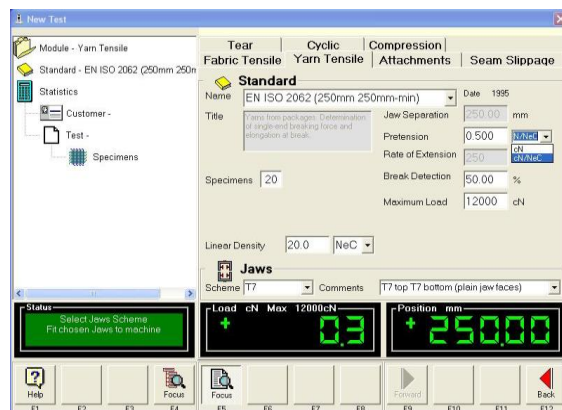 New Test
Module - Yarn Tensile
Standard - EN ISO 2062 (250mm 250n
Statistics
Customer -
Test -
Specimens
Tear Cyclic Compression
Fabric Tensile Yarn Tensile Attachments Seam Slippage
Standard
Name EN ISO 2062 (250mm 250mm-min) Date 1995
Title Yarns from packages. Determination of single-end breaking force and elongation at break.
Jaw Separation 250.00 mm
Pretension 0.500 N/NeC
cN
cN/NeC
Rate of Extension 250
Specimens 20
Break Detection 50.00 %
Maximum Load 12000 cN
Linear Density 20.0 NeC
Jaws
Scheme T7 Comments T7 top T7 bottom (plain jaw faces)
Status
Select Jaws Scheme
Fit chosen Jaws to machine
Load cN Max 12000cN
+ 0.3
Position mm
+ 250.00
Help Focus Focus Forward Back
F1 F2 F3 F4 F5 F6 F7 F8 F9 F10 F11 F12